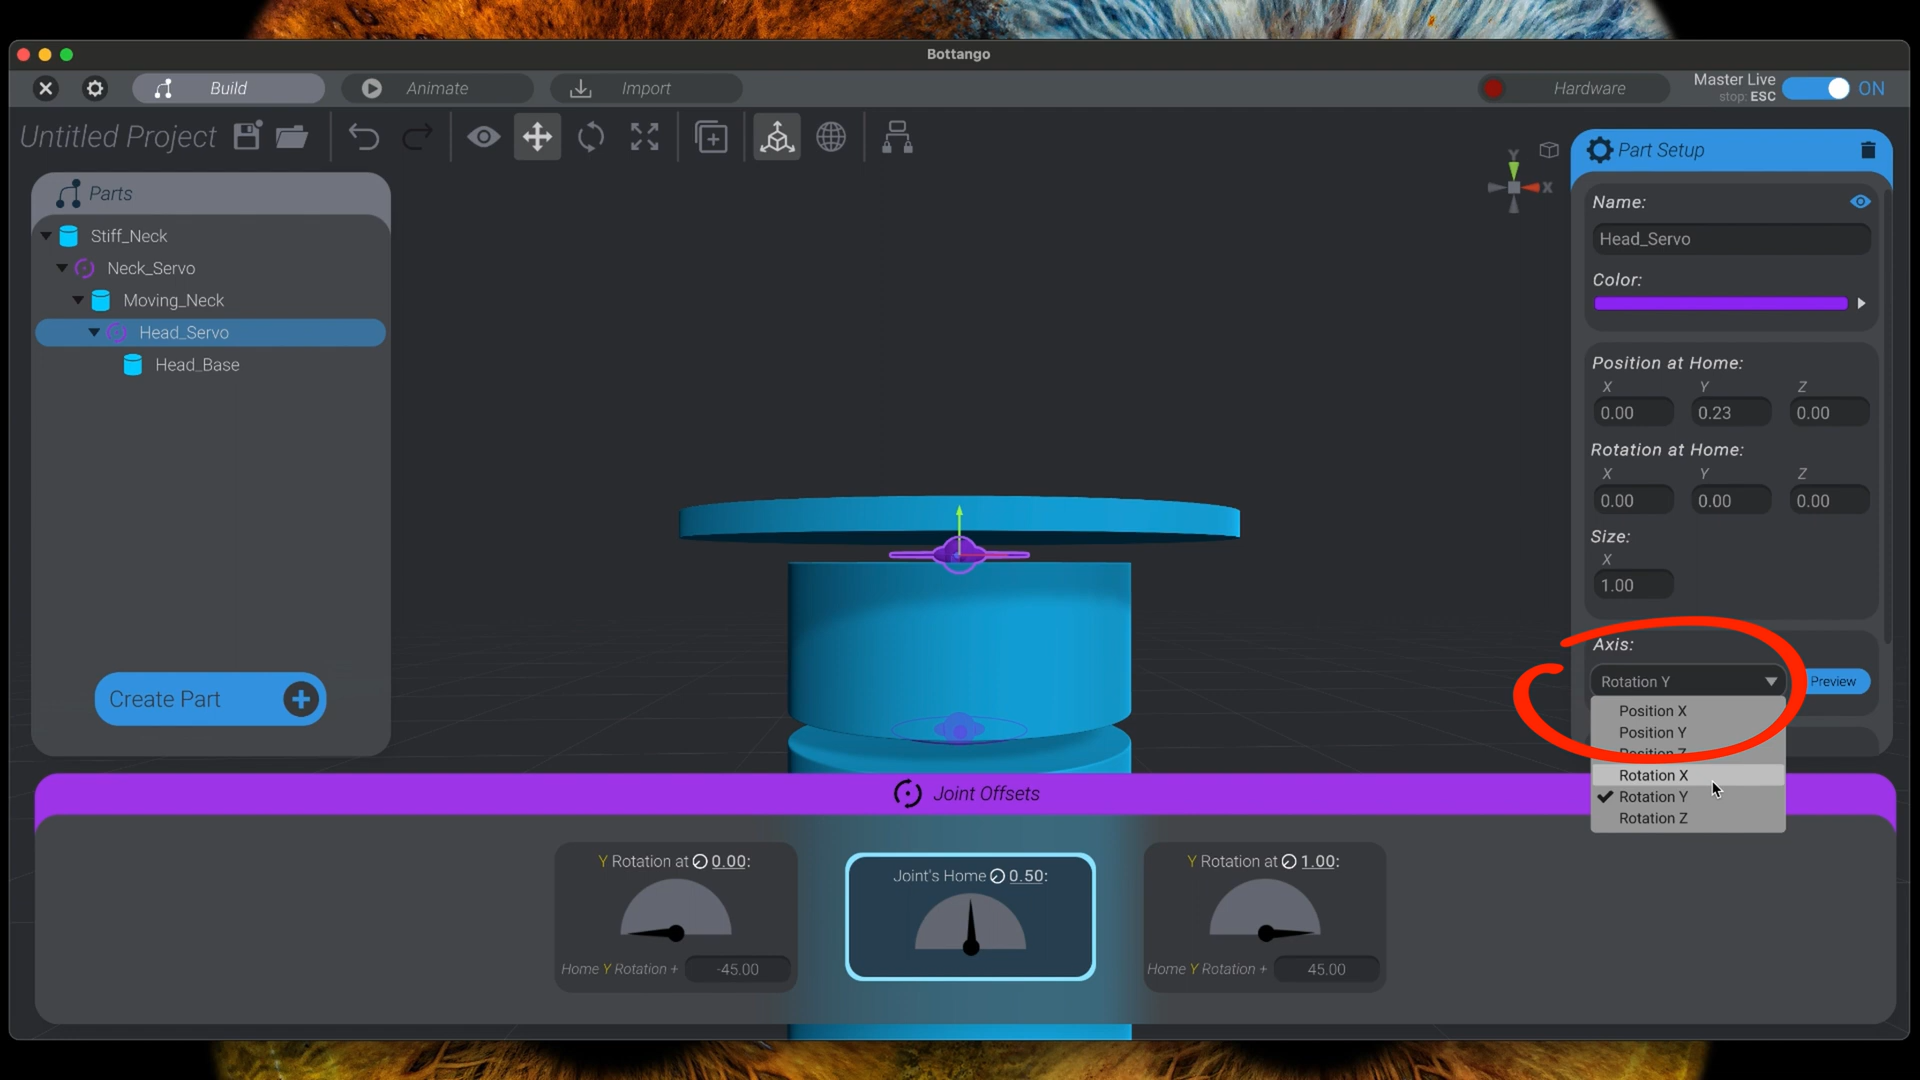 Bottango
Build
Animate
Import
Hardware
Master Live
stop: ESC
ON
Untitled Project
Parts
Stiff_Neck
Neck_Servo
Moving_Neck
Head_Servo
Head_Base
Create Part
Y
X
Part Setup
Name:
Head_Servo
Color:
Position at Home:
X Y Z
0.00 0.23 0.00
Rotation at Home:
X Y Z
0.00 0.00 0.00
Size:
X
1.00
Axis:
Rotation Y
Preview
Position X
Position Y
Position Z
Rotation X
Rotation Y
Rotation Z
Joint Offsets
Y Rotation at 0.00:
Home Y Rotation + -45.00
Joint's Home 0.50:
Y Rotation at 1.00:
Home Y Rotation + 45.00